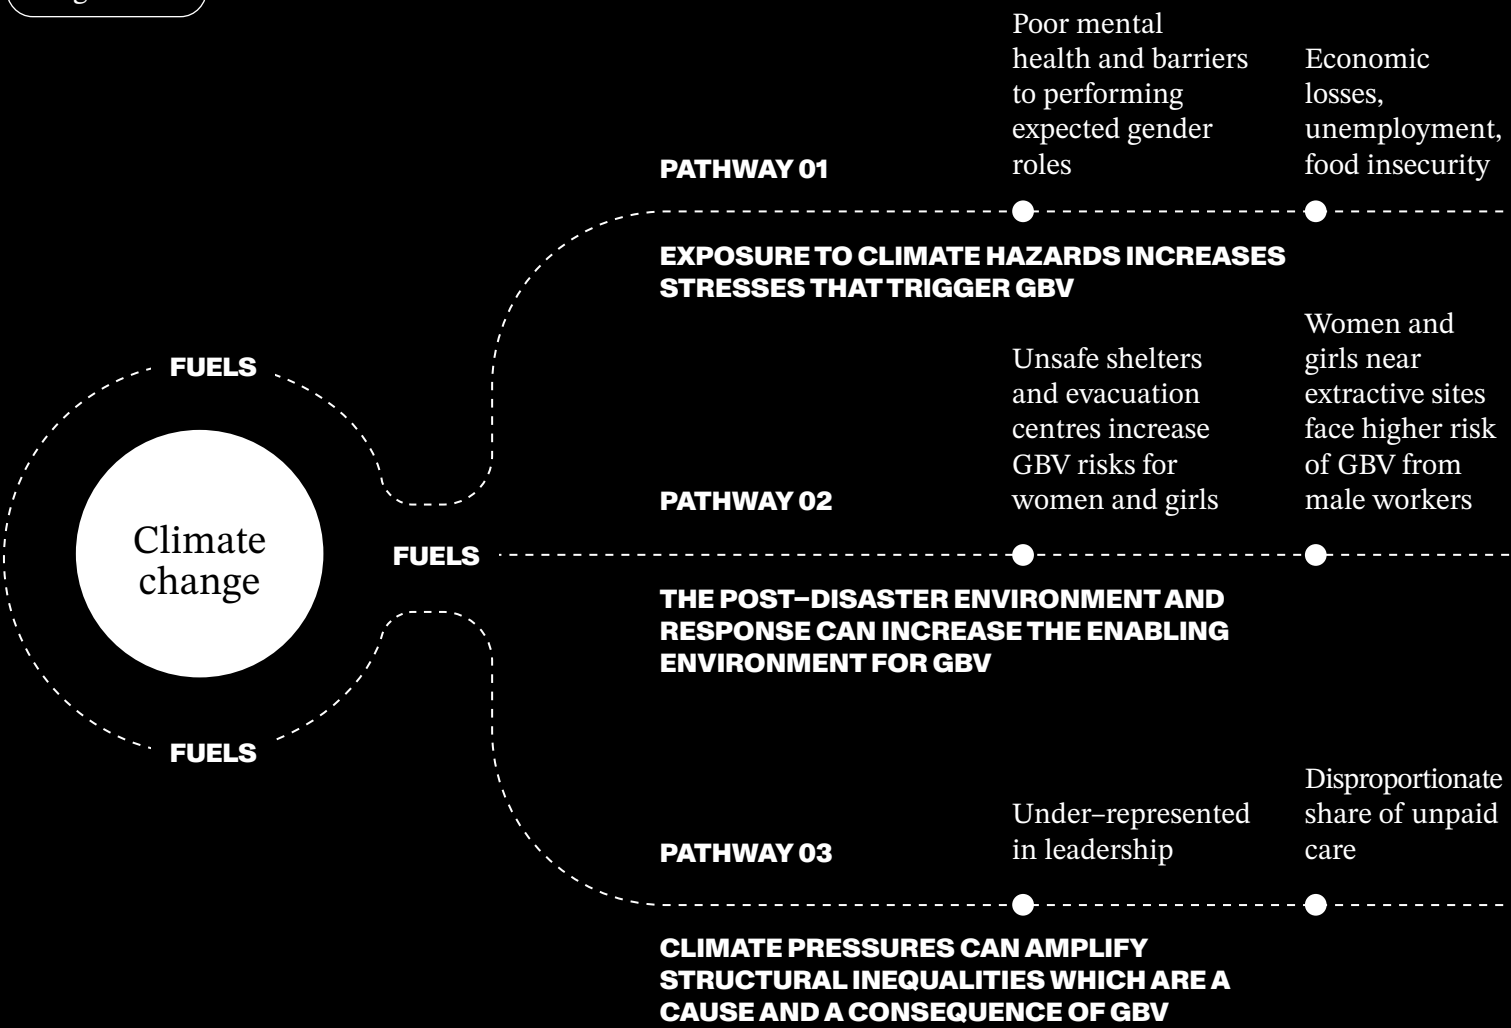 FUELS
Climate
change
FUELS
FUELS
PATHWAY 01
Poor mental
health and barriers
to performing
expected gender
roles
Economic
losses,
unemployment,
food insecurity
EXPOSURE TO CLIMATE HAZARDS INCREASES
STRESSES THAT TRIGGER GBV
PATHWAY 02
Unsafe shelters
and evacuation
centres increase
GBV risks for
women and girls
Women and
girls near
extractive sites
face higher risk
of GBV from
male workers
THE POST–DISASTER ENVIRONMENT AND
RESPONSE CAN INCREASE THE ENABLING
ENVIRONMENT FOR GBV
PATHWAY 03
Under–represented
in leadership
Disproportionate
share of unpaid
care
CLIMATE PRESSURES CAN AMPLIFY
STRUCTURAL INEQUALITIES WHICH ARE A
CAUSE AND A CONSEQUENCE OF GBV